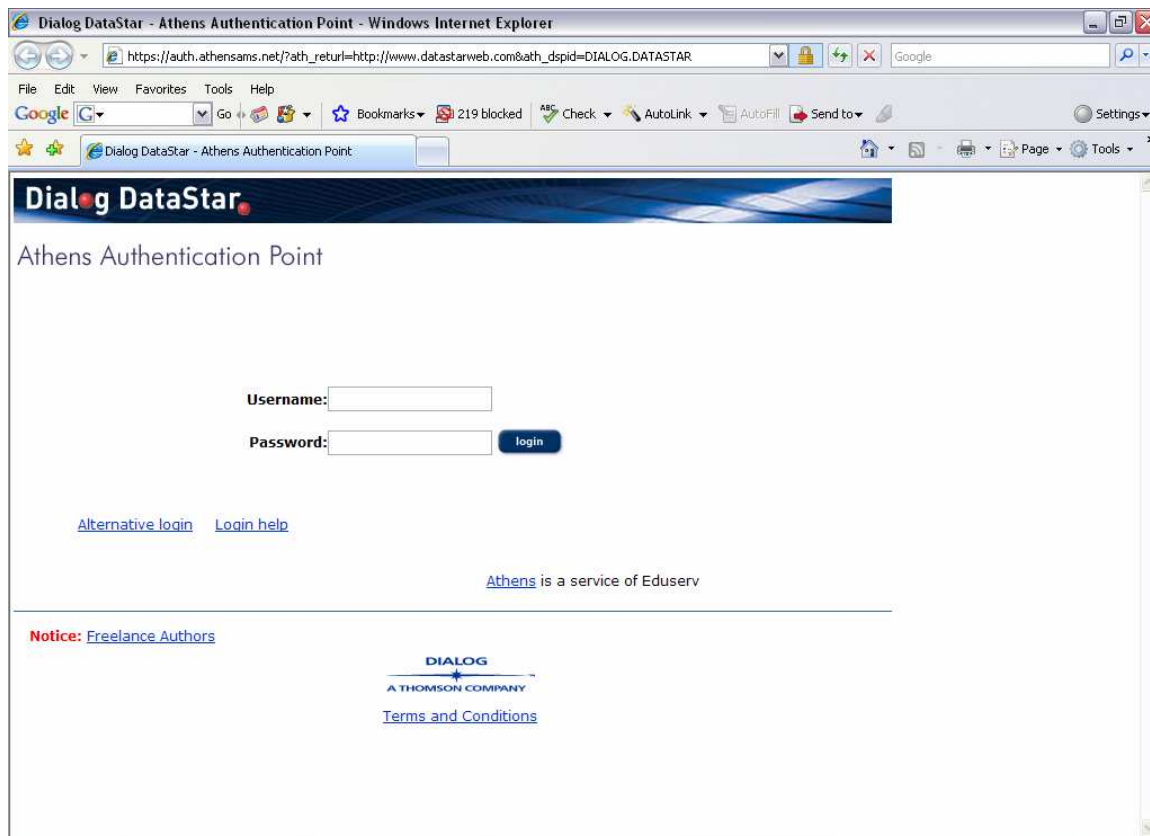 Dialog DataStar - Athens Authentication Point - Windows Internet Explorer
https://auth.athensams.net/?ath_returl=http://www.datastarweb.com&ath_dspid=DIALOG.DATASTAR Google
File Edit View Favorites Tools Help
Google G Go 219 blocked Bookmarks ABC Check AutoLink AutoFill Send to Settings
Dialog DataStar - Athens Authentication Point Page Tools
Dialog DataStar
Athens Authentication Point
Username:
Password: login
Alternative login Login help
Athens is a service of Eduserv
Notice: Freelance Authors
DIALOG
A THOMSON COMPANY
Terms and Conditions